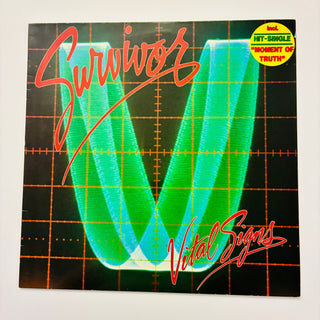 Survivor
incl.
HIT-SINGLE
"MOMENT OF
TRUTH"
Vital Signs